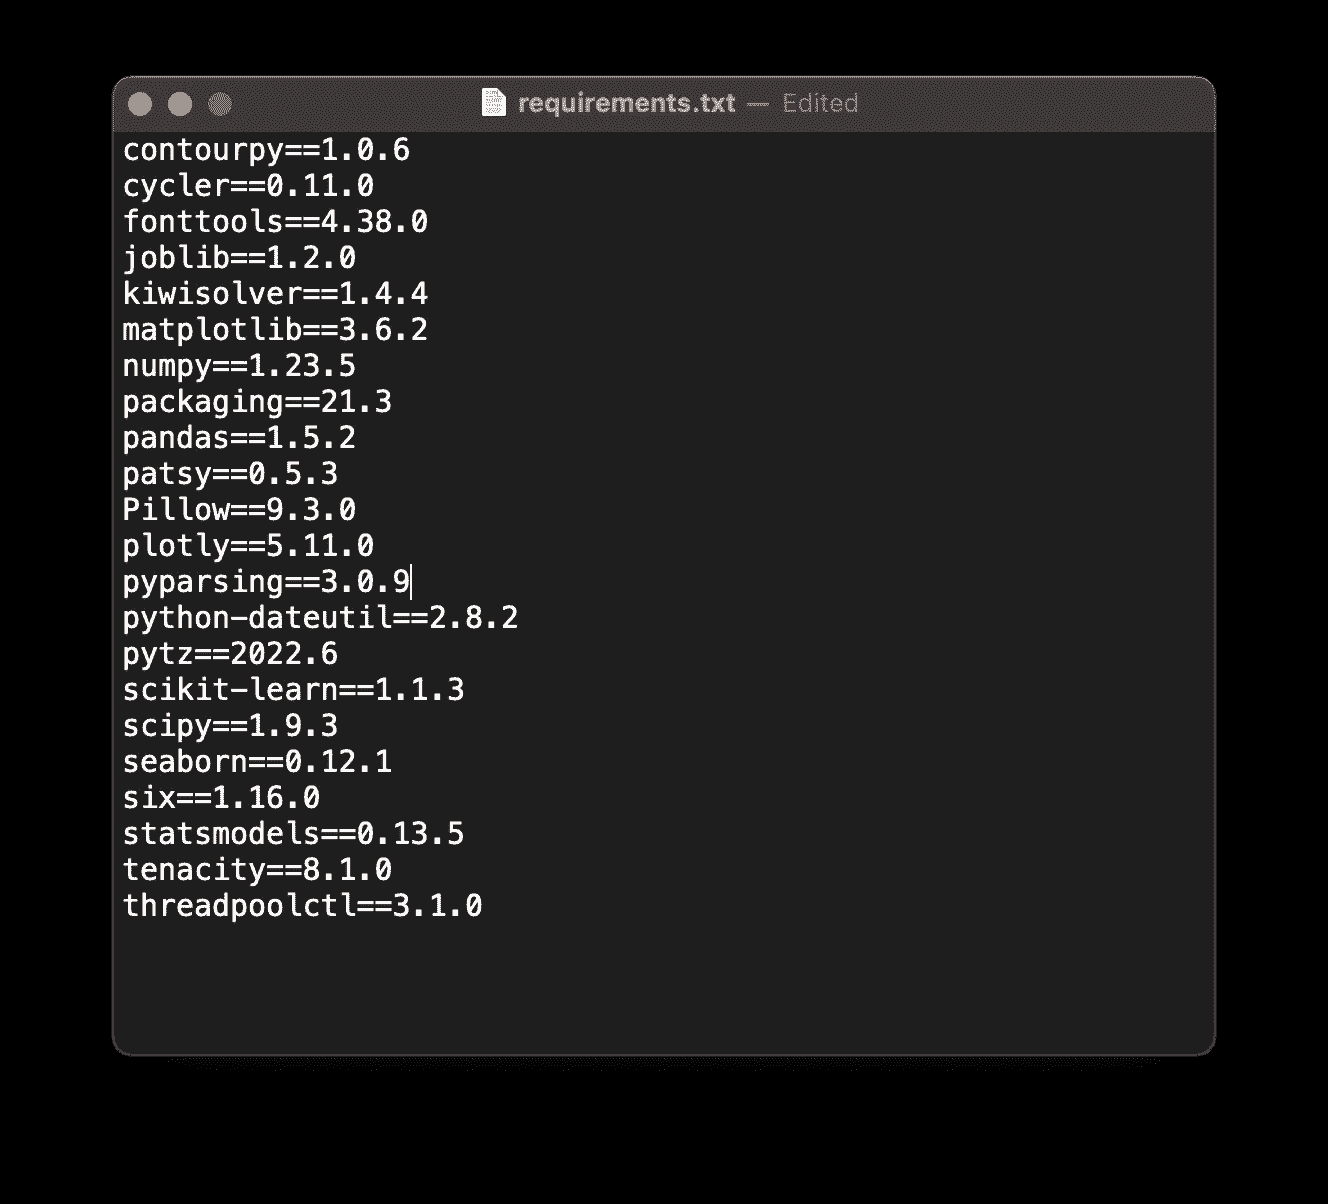 requirements.txt — Edited
contourpy==1.0.6
cycler==0.11.0
fonttools==4.38.0
joblib==1.2.0
kiwisolver==1.4.4
matplotlib==3.6.2
numpy==1.23.5
packaging==21.3
pandas==1.5.2
patsy==0.5.3
Pillow==9.3.0
plotly==5.11.0
pyparsing==3.0.9
python-dateutil==2.8.2
pytz==2022.6
scikit-learn==1.1.3
scipy==1.9.3
seaborn==0.12.1
six==1.16.0
statsmodels==0.13.5
tenacity==8.1.0
threadpoolctl==3.1.0